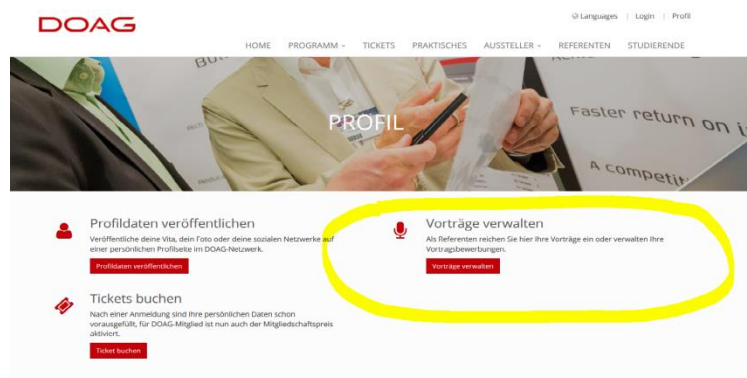 DOAG
Languages | Login | Profil
HOME PROGRAMM TICKETS PRAKTISCHES AUSSTELLER REFERENTEN STUDIERENDE
Faster return on
A competit
PROFIL
Profildaten veröffentlichen
Veröffentliche deine Vita, dein Foto oder deine sozialen Netzwerke auf
einer persönlichen Profilseite im DOAG-Netzwerk.
Profildaten veröffentlichen
Vorträge verwalten
Als Referenten reichen Sie hier Ihre Vorträge ein oder verwalten Ihre
Vortragsbewerbungen.
Vorträge verwalten
Tickets buchen
Nach einer Anmeldung sind Ihre persönlichen Daten schon
vorausgefüllt, für DOAG-Mitglied ist nun auch der Mitgliedschaftspreis
aktiviert.
Ticket buchen